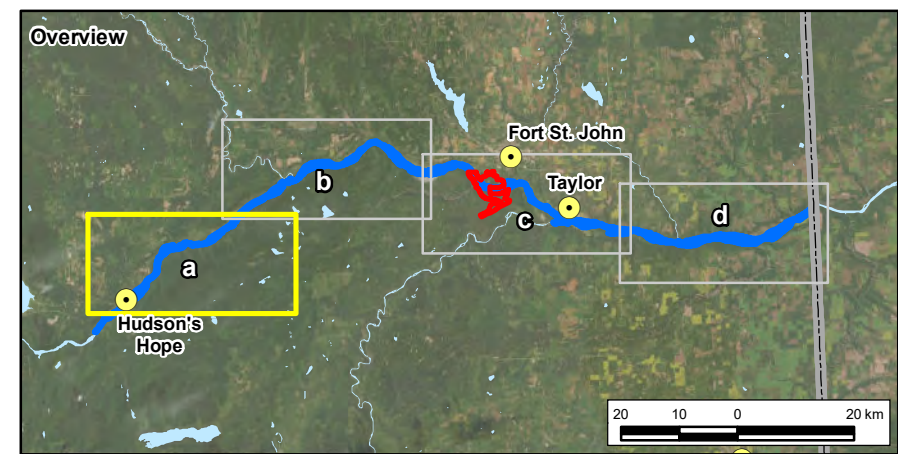 Overview
Fort St. John
Taylor
b
c
d
a
Hudson's
Hope
20 10 0 20 km